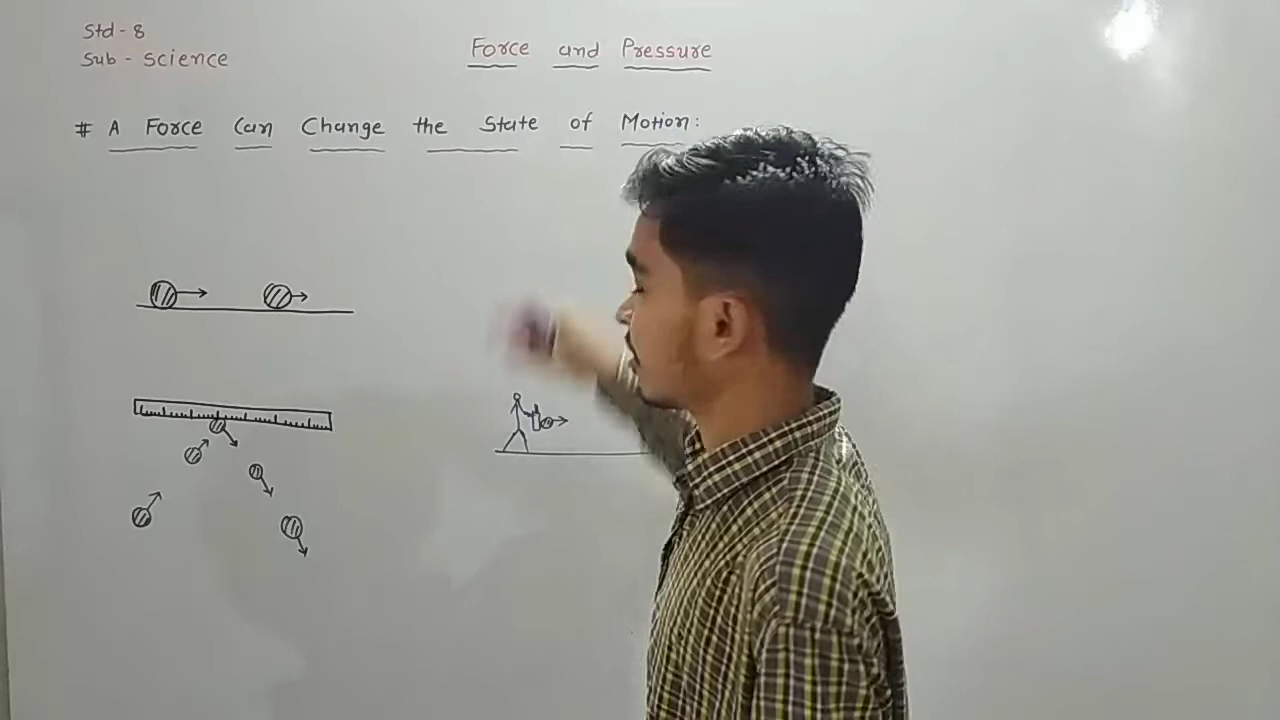 Std - 8
Sub - Science
Force and Pressure
# A Force Can Change the State of Motion: